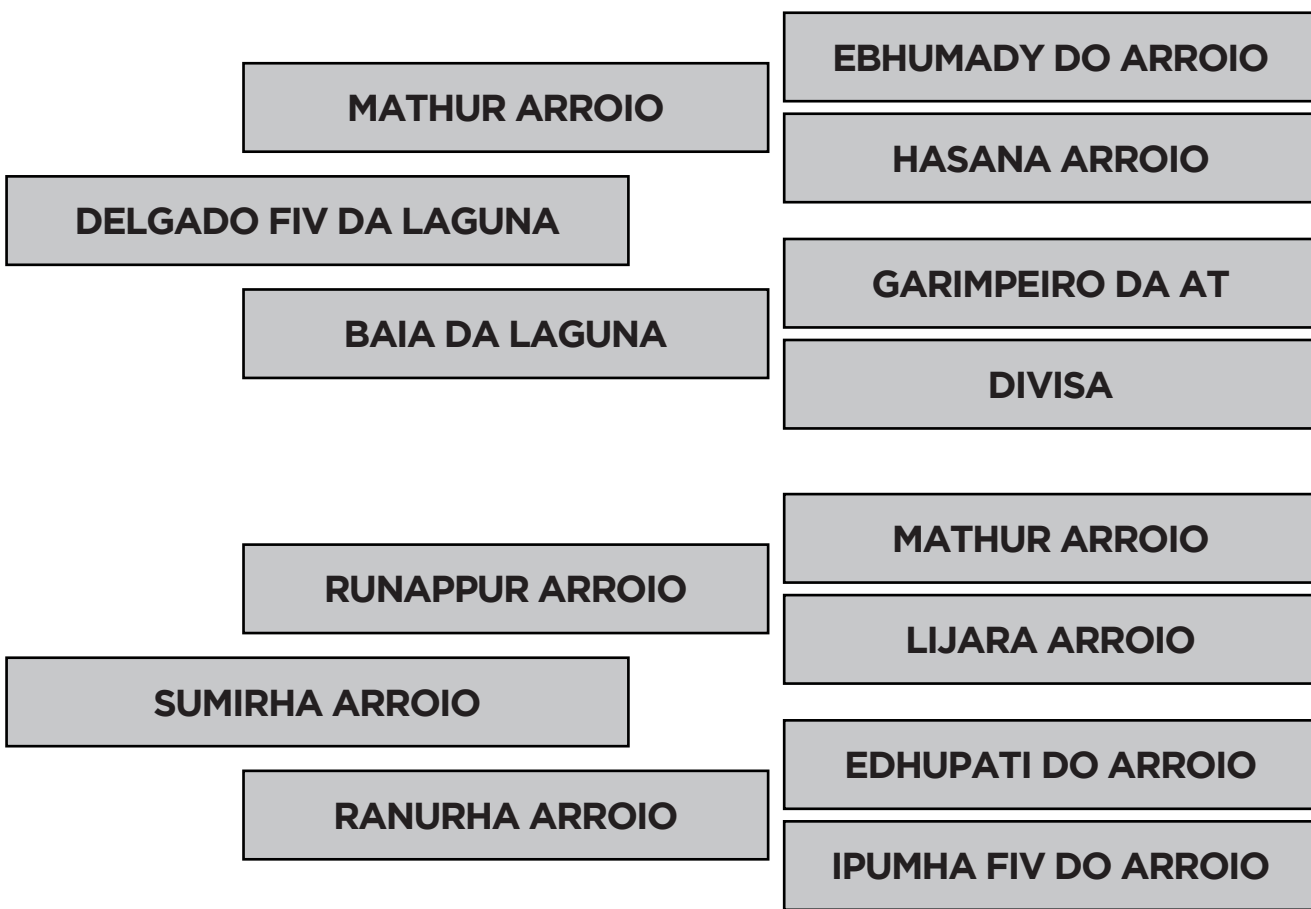 EBHUMADY DO ARROIO
MATHUR ARROIO
HASANA ARROIO
DELGADO FIV DA LAGUNA
GARIMPEIRO DA AT
BAIA DA LAGUNA
DIVISA
MATHUR ARROIO
RUNAPPUR ARROIO
LIJARA ARROIO
SUMIRHA ARROIO
EDHUPATI DO ARROIO
RANURHA ARROIO
IPUMHA FIV DO ARROIO